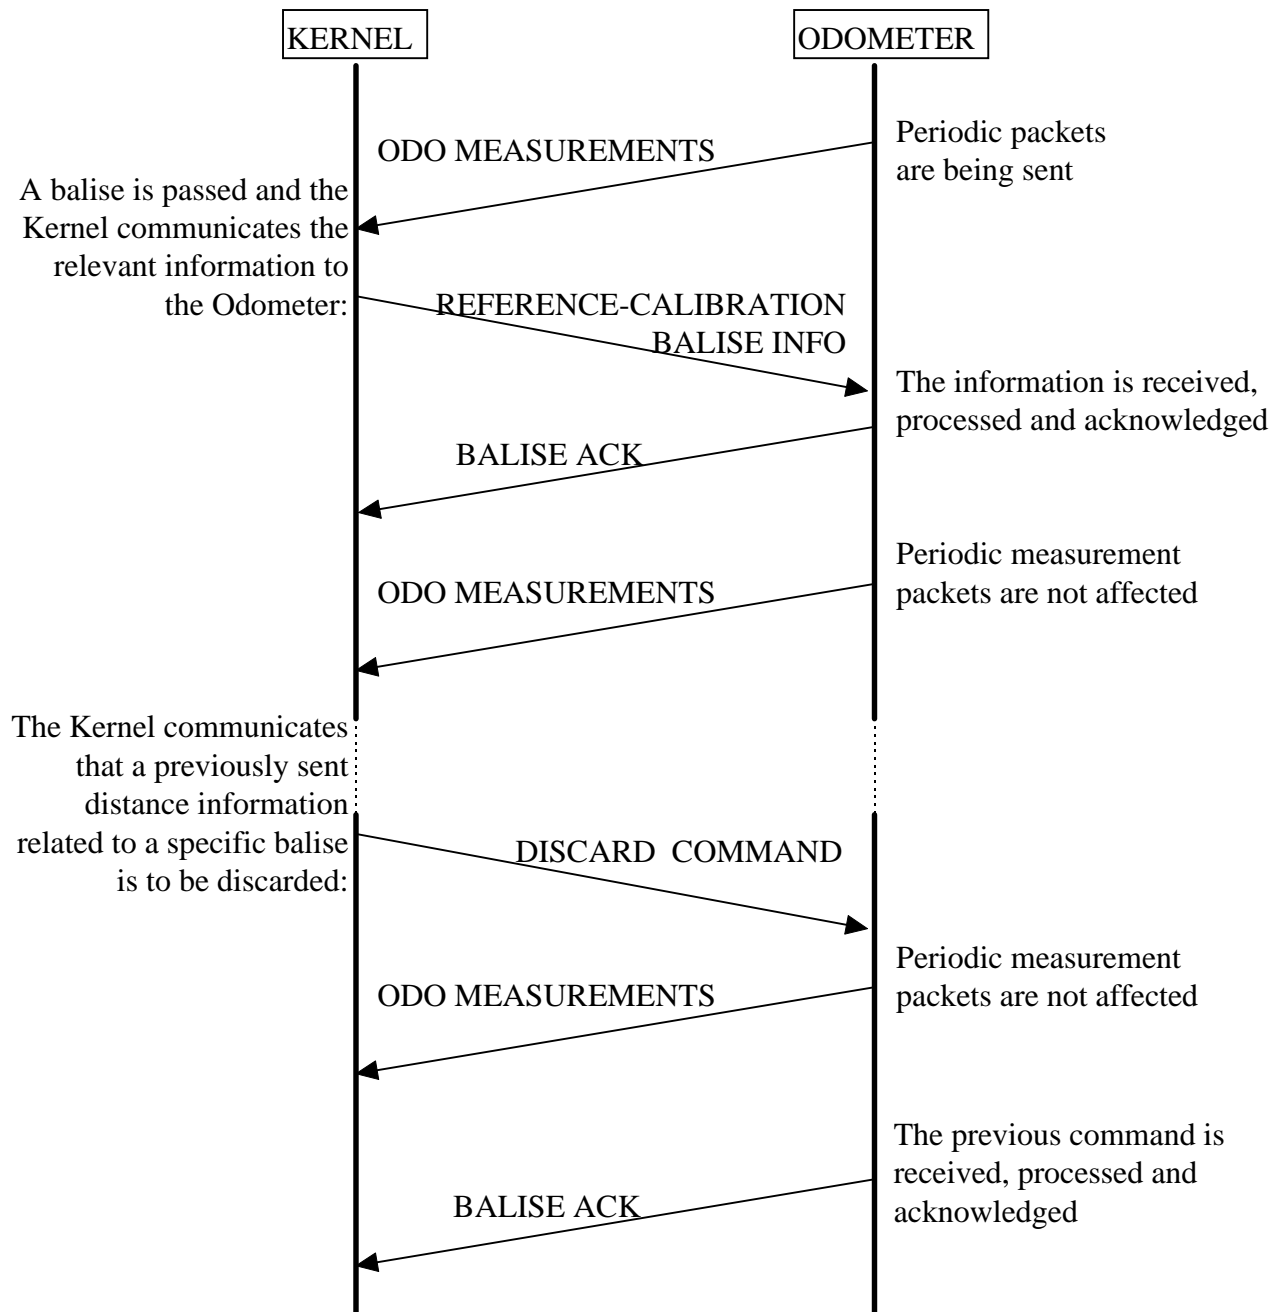 KERNEL
ODOMETER
Periodic packets
are being sent
ODO MEASUREMENTS
A balise is passed and the
Kernel communicates the
relevant information to
the Odometer:
REFERENCE-CALIBRATION
BALISE INFO
The information is received,
processed and acknowledged
BALISE ACK
Periodic measurement
packets are not affected
ODO MEASUREMENTS
The Kernel communicates
that a previously sent
distance information
related to a specific balise
is to be discarded:
DISCARD  COMMAND
Periodic measurement
packets are not affected
ODO MEASUREMENTS
The previous command is
received, processed and
acknowledged
BALISE ACK